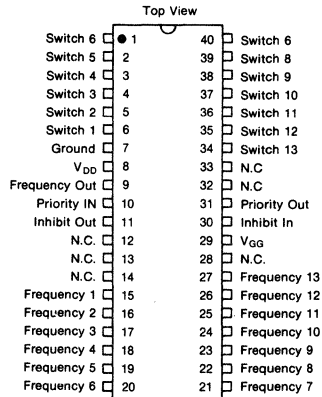 Top View
Switch 6 1 40 Switch 6
Switch 5 2 39 Switch 8
Switch 4 3 38 Switch 9
Switch 3 4 37 Switch 10
Switch 2 5 36 Switch 11
Switch 1 6 35 Switch 12
Ground 7 34 Switch 13
VDD 8 33 N.C
Frequency Out 9 32 N.C
Priority IN 10 31 Priority Out
Inhibit Out 11 30 Inhibit In
N.C. 12 29 VGG
N.C. 13 28 N.C.
N.C. 14 27 Frequency 13
Frequency 1 15 26 Frequency 12
Frequency 2 16 25 Frequency 11
Frequency 3 17 24 Frequency 10
Frequency 4 18 23 Frequency 9
Frequency 5 19 22 Frequency 8
Frequency 6 20 21 Frequency 7